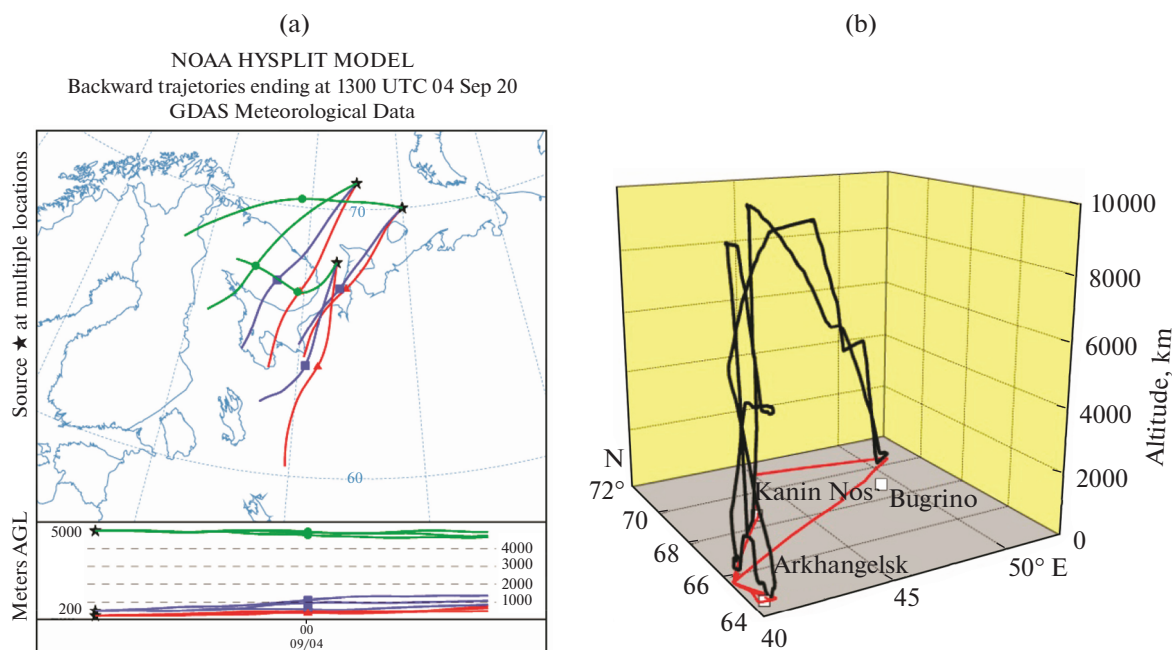 (a)
NOAA HYSPLIT MODEL
Backward trajetories ending at 1300 UTC 04 Sep 20
GDAS Meteorological Data
Source ★ at multiple locations
70
60
Meters AGL
5000
200
4000
3000
2000
1000
00
09/04
(b)
10000
8000
6000
4000
2000
0
Altitude, km
N
72°
70
68
66
64
40
45
50° E
Kanin Nos
Bugrino
Arkhangelsk